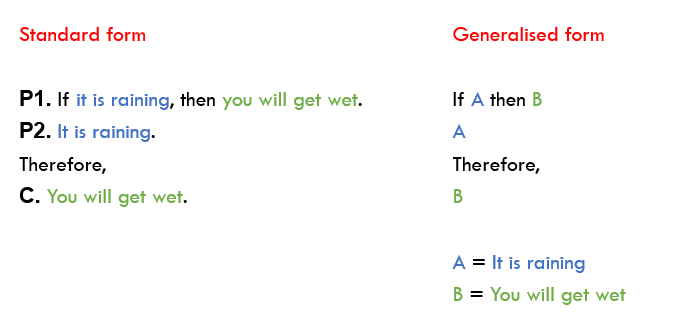 Standard form
P1. If it is raining, then you will get wet.
P2. It is raining.
Therefore,
C. You will get wet.
Generalised form
If A then B
A
Therefore,
B
A = It is raining
B = You will get wet